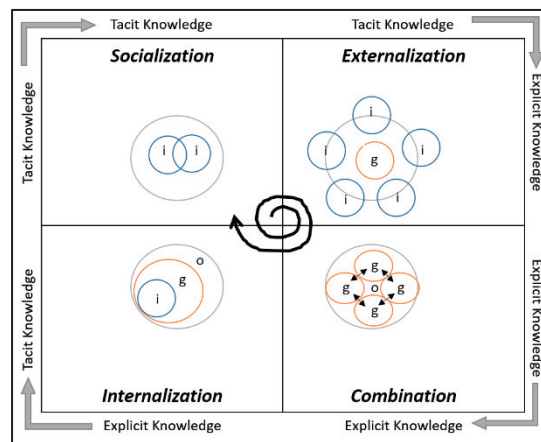 Tacit Knowledge
Tacit Knowledge
Socialization
Externalization
Tacit Knowledge
Explicit Knowledge
i
i
i
i
i
g
i
i
o
g
i
g
g
o
g
g
Tacit Knowledge
Explicit Knowledge
Internalization
Combination
Explicit Knowledge
Explicit Knowledge